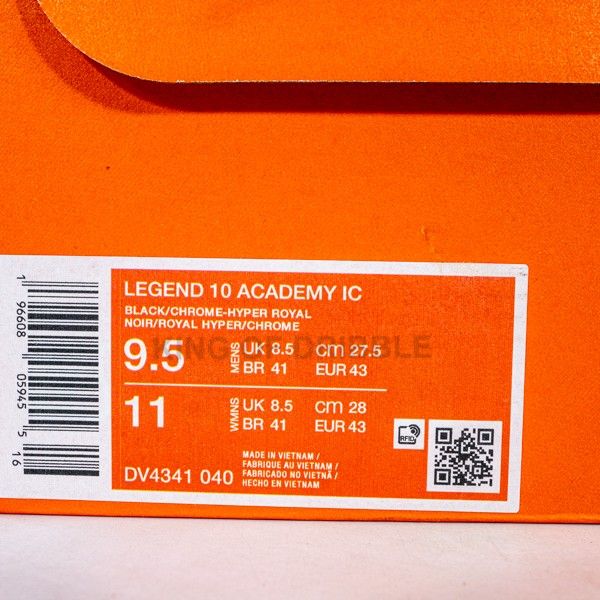 LEGEND 10 ACADEMY IC
BLACK/CHROME-HYPER ROYAL
NOIR/ROYAL HYPER/CHROME
9.5 MENS UK 8.5 CM 27.5
BR 41 EUR 43
11 WMNS UK 8.5 CM 28
BR 41 EUR 43
DV4341 040
MADE IN VIETNAM /
FABRIQUE AU VIETNAM /
FABRICADO NO VIETNÃ /
HECHO EN VIETNAM
RFID
1 96608 05945 5 16